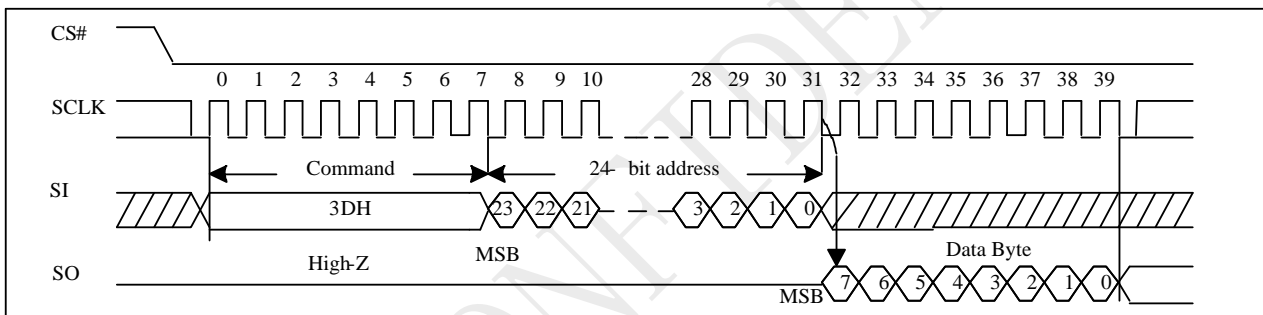 CS#
0 1 2 3 4 5 6 7 8 9 10 28 29 30 31 32 33 34 35 36 37 38 39
SCLK
Command 24- bit address
SI
3DH 23 22 21 3 2 1 0
MSB Data Byte
High-Z
SO
MSB 7 6 5 4 3 2 1 0
NFIDE